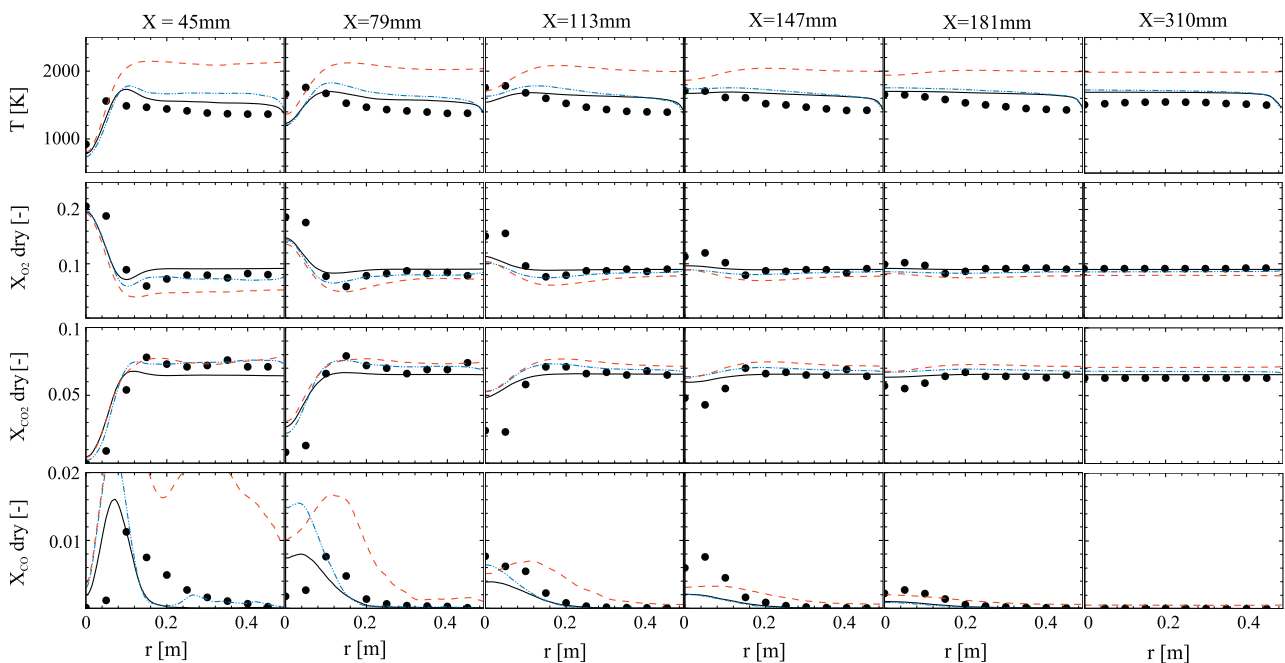 X = 45mm X=79mm X=113mm X=147mm X=181mm X=310mm
T [K]
2000
1000
X_O2 dry [-]
0.2
0.1
X_CO2 dry [-]
0.1
0.05
X_CO dry [-]
0.02
0.01
0 0.2 0.4 0 0.2 0.4 0 0.2 0.4 0 0.2 0.4 0 0.2 0.4 0 0.2 0.4
r [m] r [m] r [m] r [m] r [m] r [m]